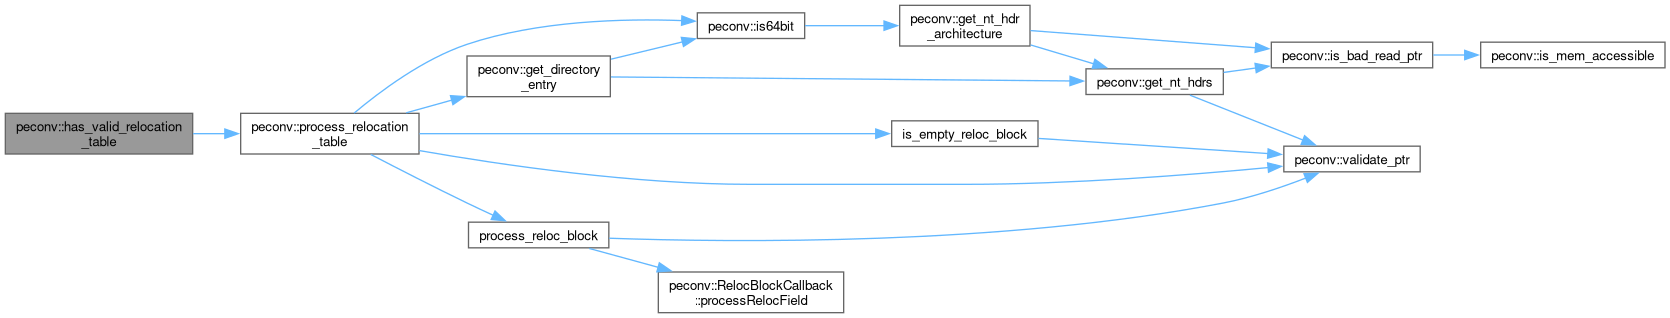 peconv::has_valid_relocation
_table
peconv::process_relocation
_table
peconv::get_directory
_entry
peconv::is64bit
peconv::get_nt_hdr
_architecture
peconv::get_nt_hdrs
peconv::is_bad_read_ptr
peconv::is_mem_accessible
is_empty_reloc_block
peconv::validate_ptr
process_reloc_block
peconv::RelocBlockCallback
::processRelocField